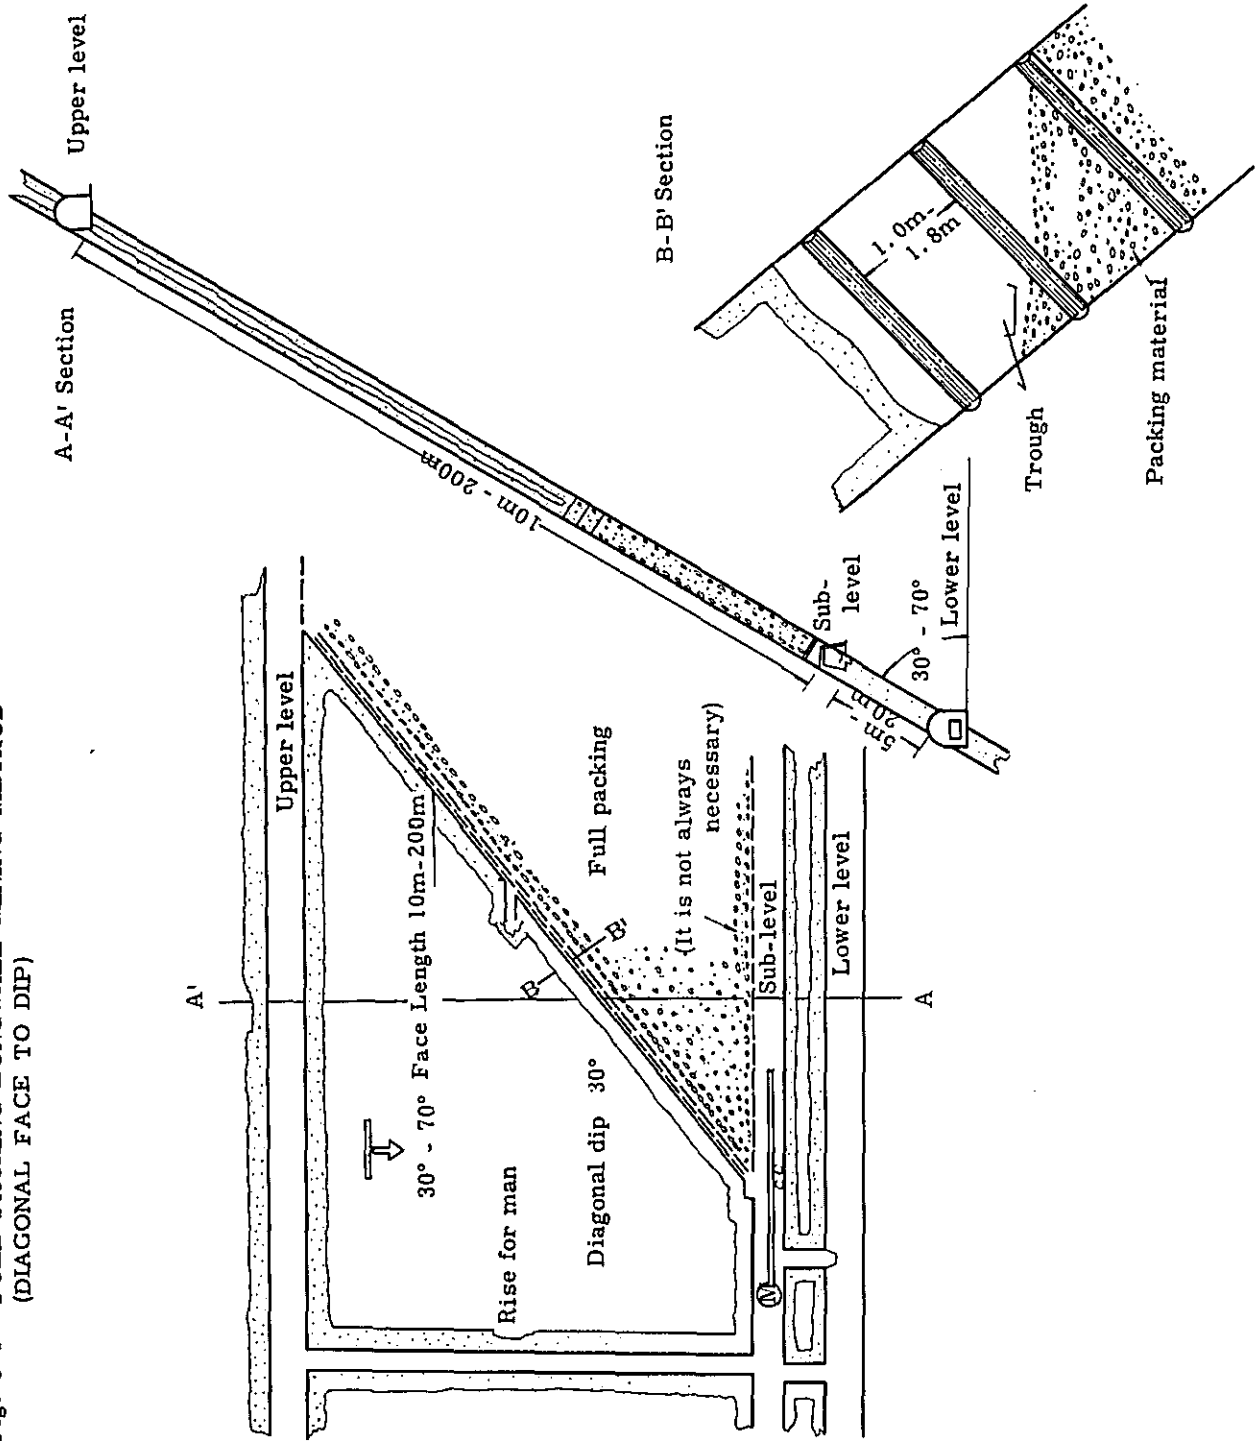 (DIAGONAL FACE TO DIP)
A-A' Section
Upper level
10m - 200m
Sub-
level
5m -
20m
30° - 70°
Lower level
B-B' Section
1.0m-
1.8m
Trough
Packing material
Upper level
A'
30° - 70° Face Length 10m-200m
Rise for man
Diagonal dip 30°
B
B'
Full packing
(It is not always
necessary)
Sub-level
M
c c
Lower level
A